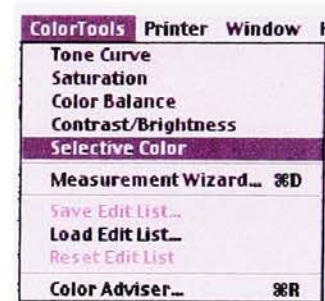 ColorTools Printer Window
Tone Curve
Saturation
Color Balance
Contrast/Brightness
Selective Color
Measurement Wizard... ⌘D
Save Edit List...
Load Edit List...
Reset Edit List
Color Adviser... ⌘R